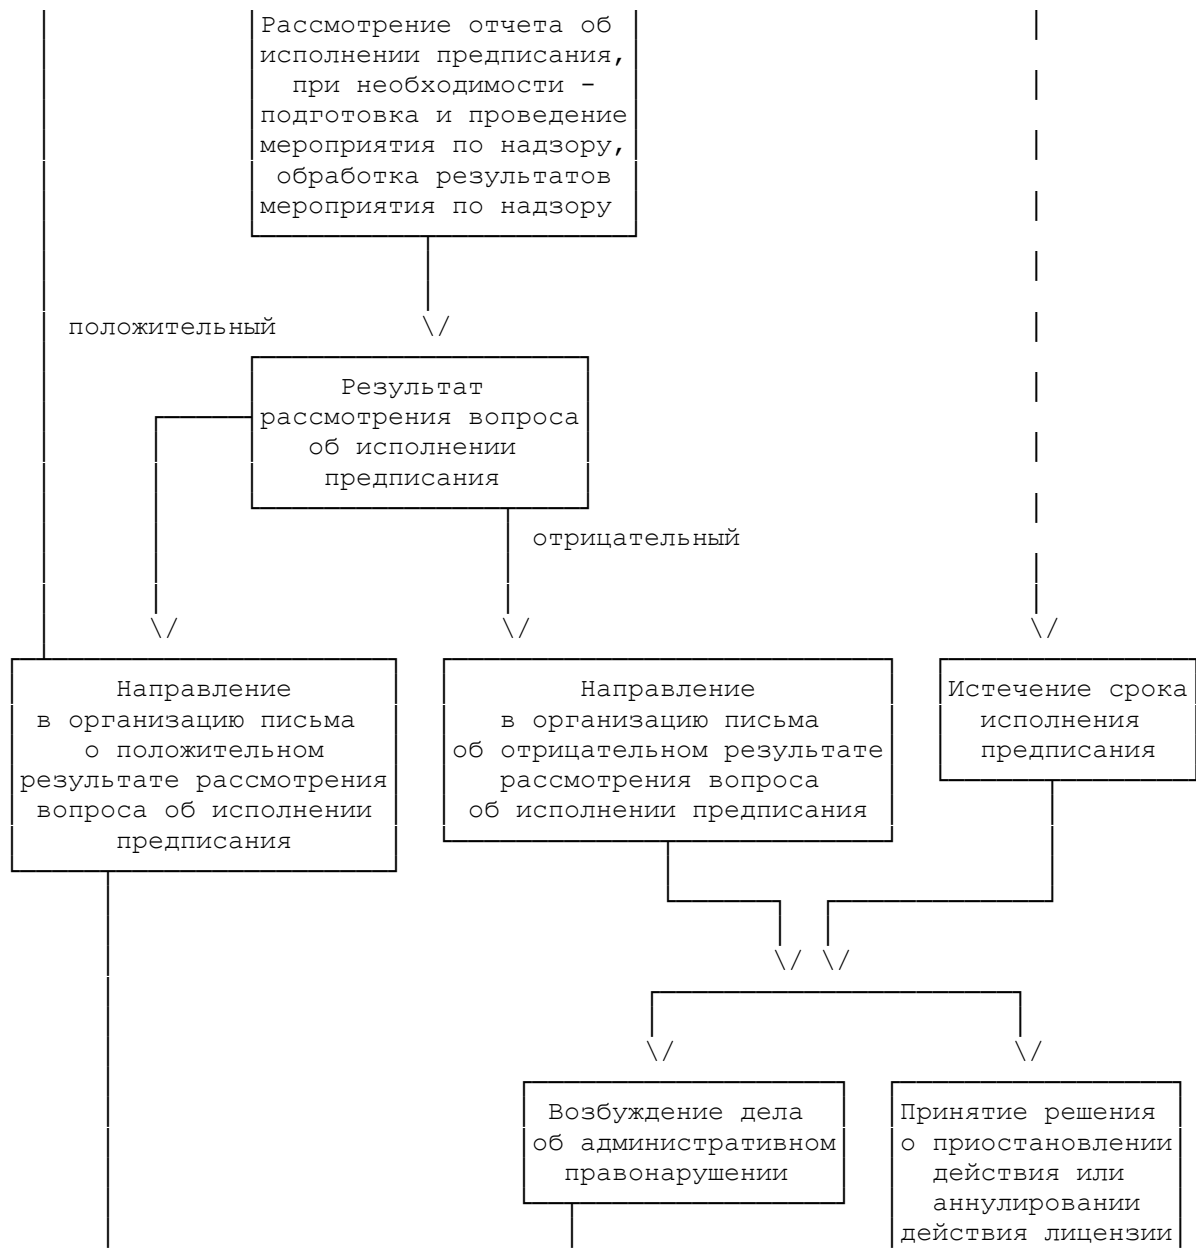 Рассмотрение отчета об
исполнении предписания,
при необходимости -
подготовка и проведение
мероприятия по надзору,
обработка результатов
мероприятия по надзору
положительный
Результат
рассмотрения вопроса
об исполнении
предписания
отрицательный
Направление
в организацию письма
о положительном
результате рассмотрения
вопроса об исполнении
предписания
Направление
в организацию письма
об отрицательном результате
рассмотрения вопроса
об исполнении предписания
Истечение срока
исполнения
предписания
Возбуждение дела
об административном
правонарушении
Принятие решения
о приостановлении
действия или
аннулировании
действия лицензии